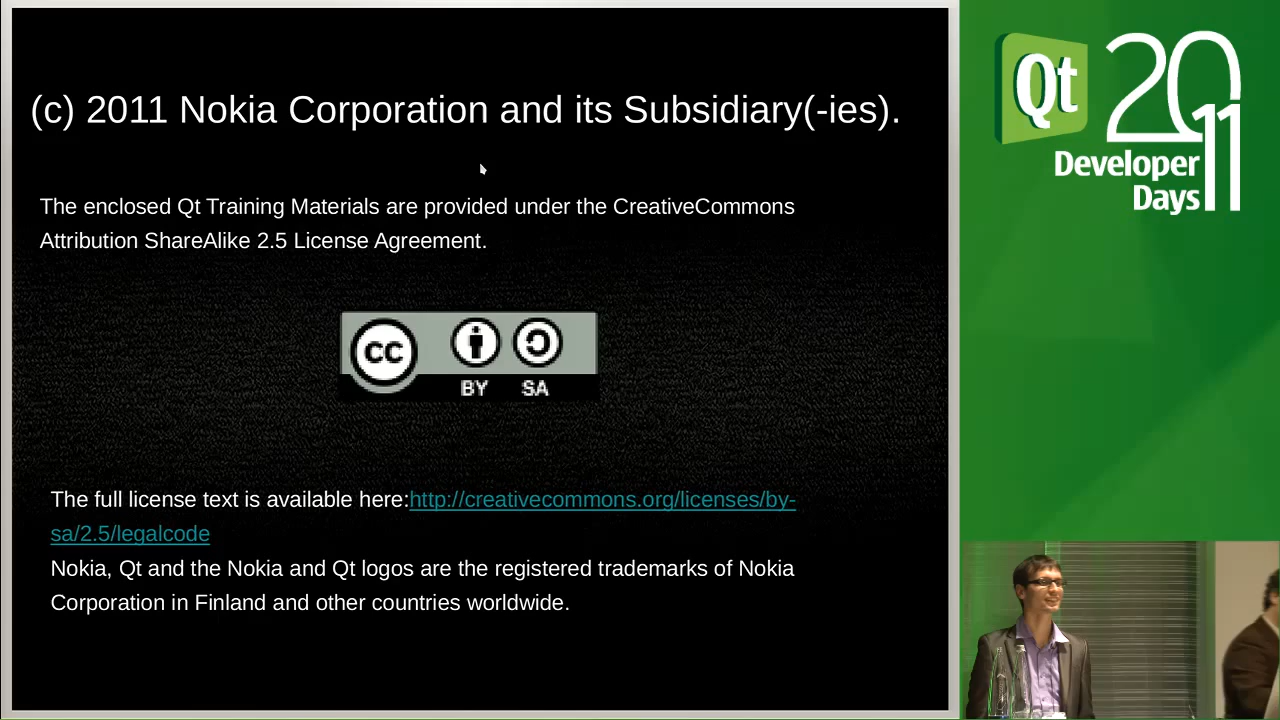 (c) 2011 Nokia Corporation and its Subsidiary(-ies).
The enclosed Qt Training Materials are provided under the CreativeCommons
Attribution ShareAlike 2.5 License Agreement.
cc
BY SA
The full license text is available here:http://creativecommons.org/licenses/by-
sa/2.5/legalcode
Nokia, Qt and the Nokia and Qt logos are the registered trademarks of Nokia
Corporation in Finland and other countries worldwide.
Qt 2011
Developer
Days